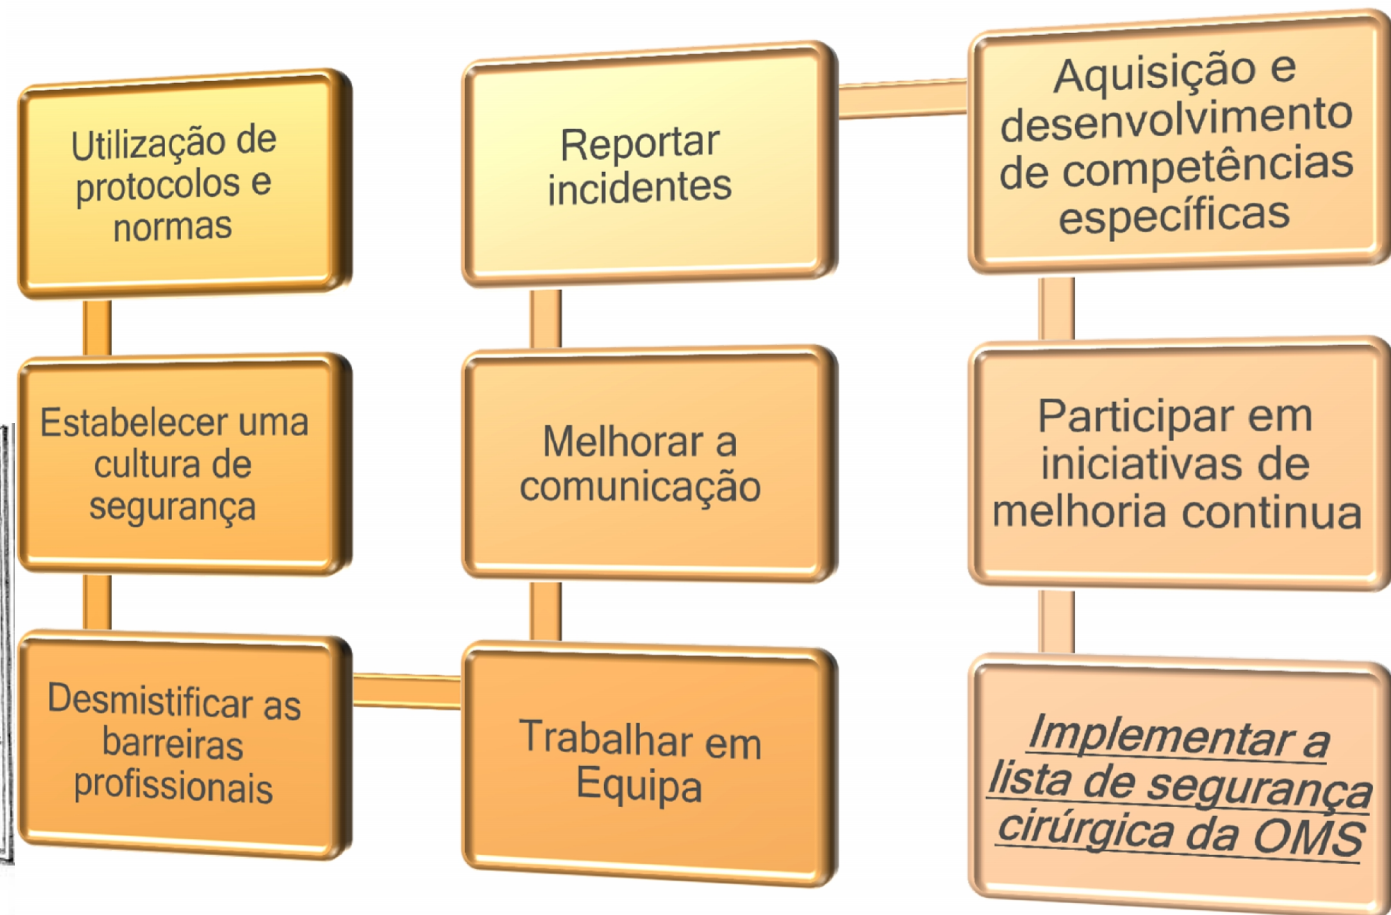 Utilização de
protocolos e
normas
Estabelecer uma
cultura de
segurança
Desmistificar as
barreiras
profissionais
Trabalhar em
Equipa
Melhorar a
comunicação
Reportar
incidentes
Aquisição e
desenvolvimento
de competências
específicas
Participar em
iniciativas de
melhoria continua
Implementar a
lista de segurança
cirúrgica da OMS